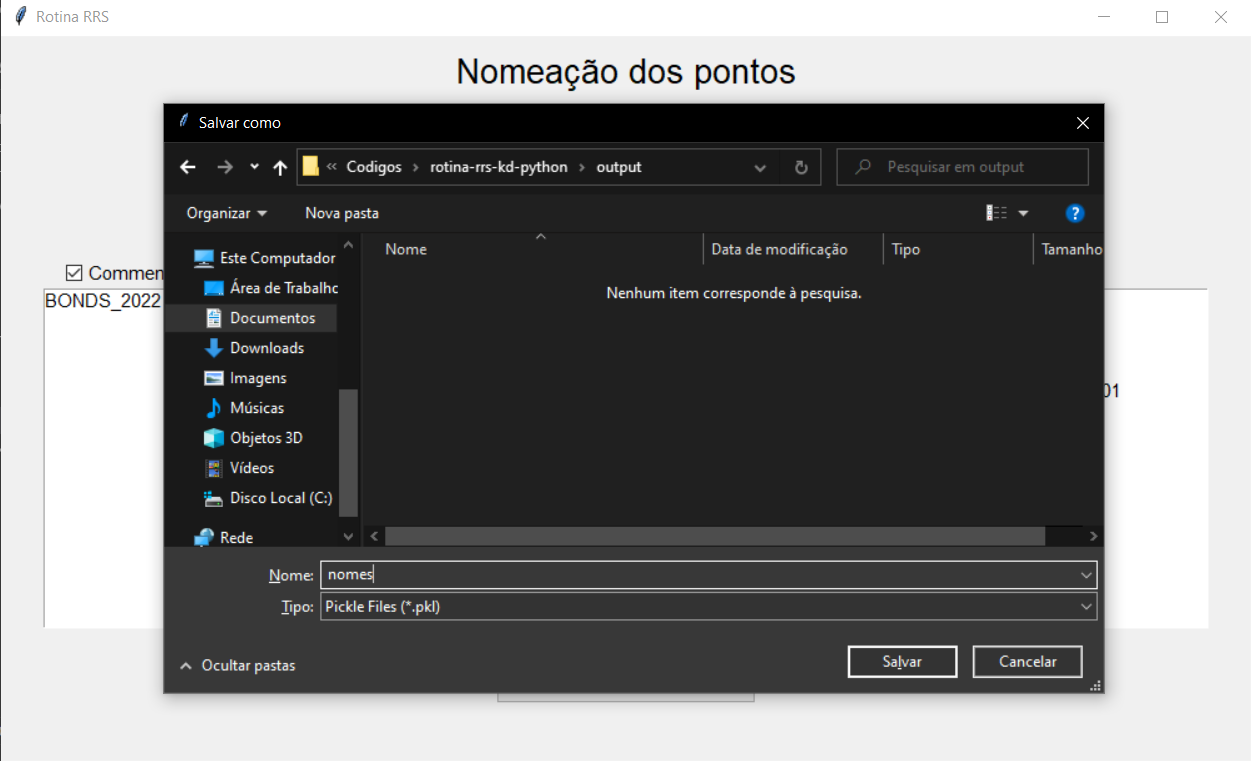 Rotina RRS
Nomeação dos pontos
Salvar como
« Codigos > rotina-rrs-kd-python > output
Pesquisar em output
Organizar
Nova pasta
?
Este Computador
Área de Trabalho
Documentos
Downloads
Imagens
Músicas
Objetos 3D
Vídeos
Disco Local (C:)
Rede
Nome
Data de modificação
Tipo
Tamanho
Nenhum item corresponde à pesquisa.
Commen
BONDS_2022
01
Nome: nomes
Tipo: Pickle Files (*.pkl)
Ocultar pastas
Salvar
Cancelar